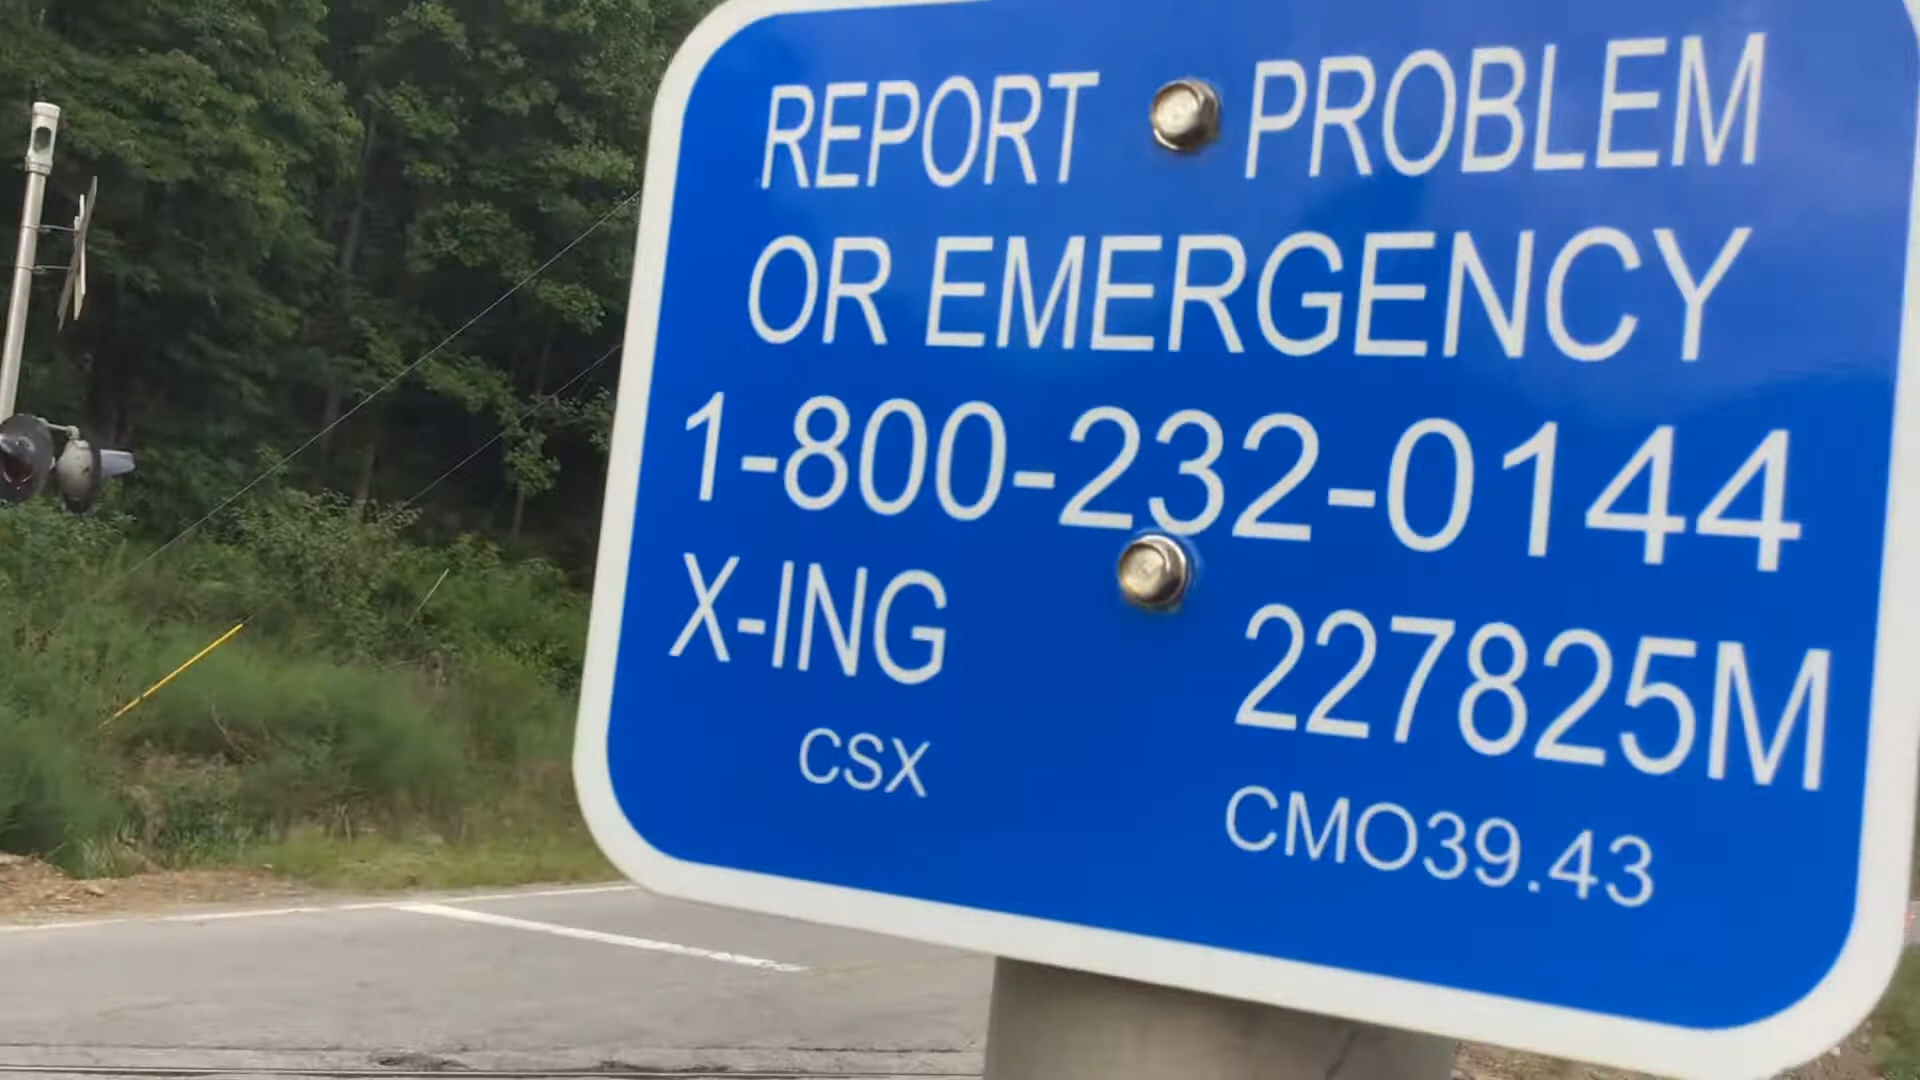 REPORT PROBLEM
OR EMERGENCY
1-800-232-0144
X-ING 227825M
CSX CMO39.43